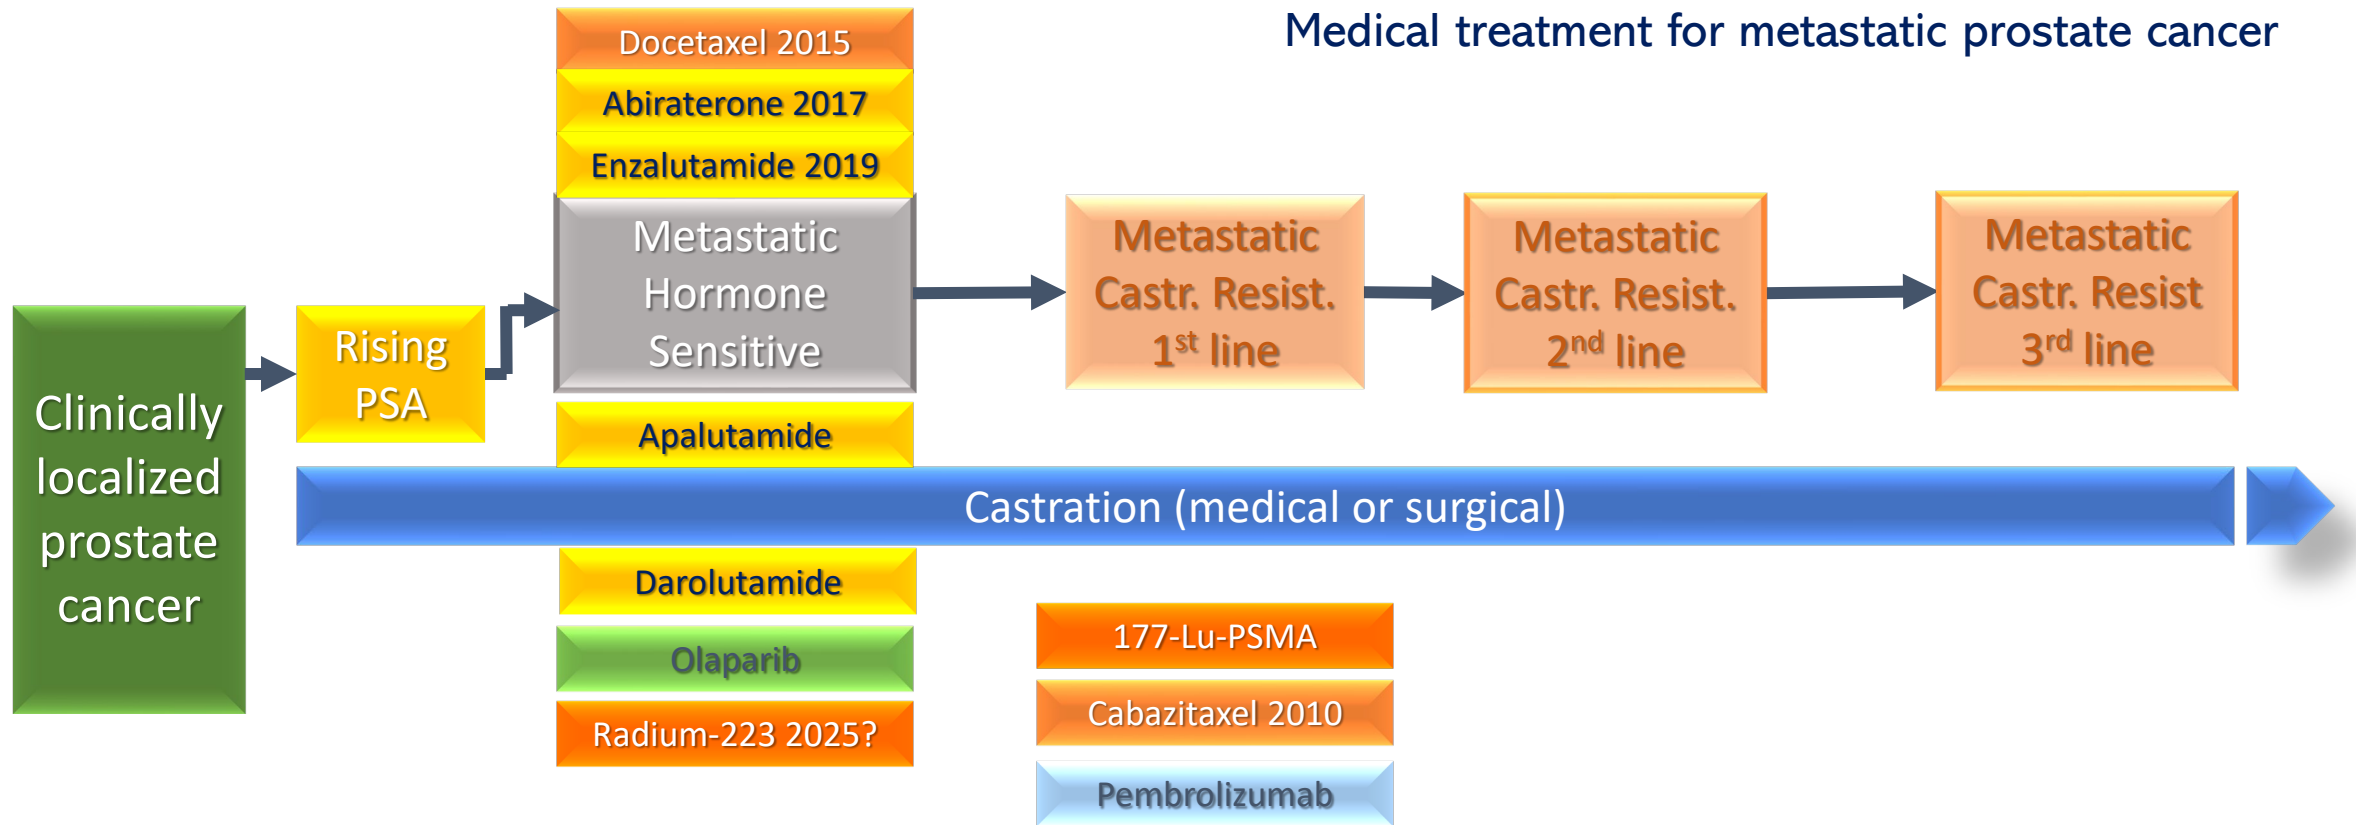 Medical treatment for metastatic prostate cancer
Docetaxel 2015
Abiraterone 2017
Enzalutamide 2019
Metastatic
Hormone
Sensitive
Metastatic
Castr. Resist.
1st line
Metastatic
Castr. Resist.
2nd line
Metastatic
Castr. Resist
3rd line
Rising
PSA
Clinically
localized
prostate
cancer
Apalutamide
Castration (medical or surgical)
Darolutamide
Olaparib
Radium-223 2025?
177-Lu-PSMA
Cabazitaxel 2010
Pembrolizumab